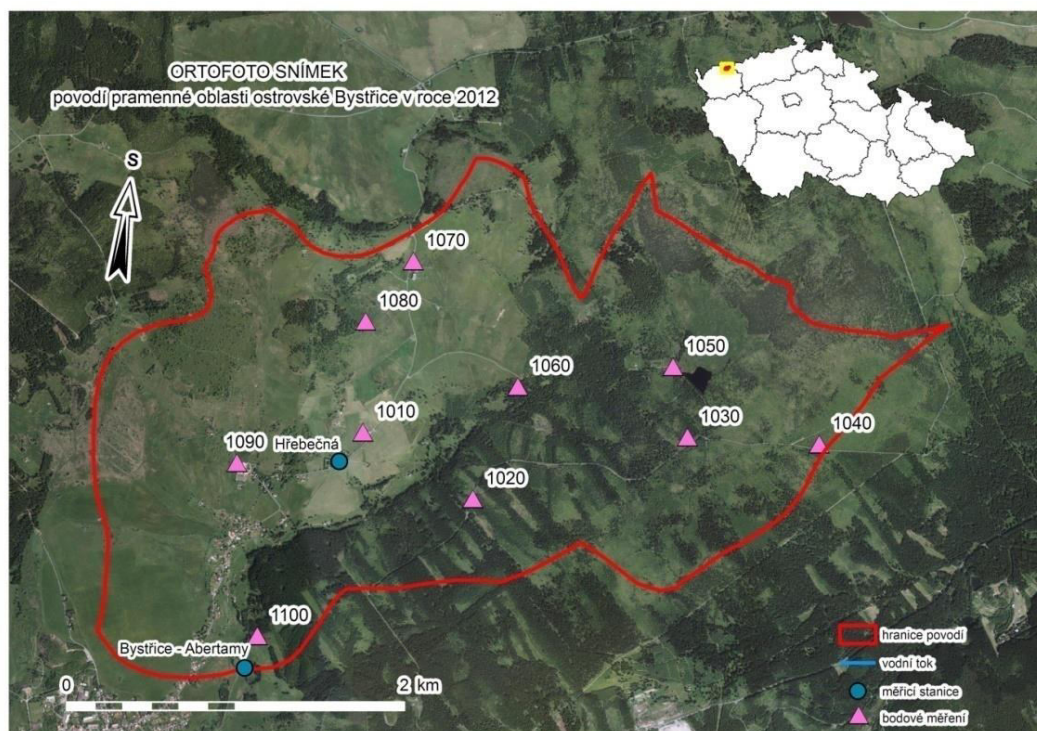 ORTOFOTO SNÍMEK
povodí pramenné oblasti ostrovské Bystřice v roce 2012
S
1070
1080
1050
1060
1010
1030
1040
Hřebečná
1090
1020
1100
Bystřice - Abertamy
0
2 km
hranice povodí
vodní tok
měřicí stanice
bodové měření